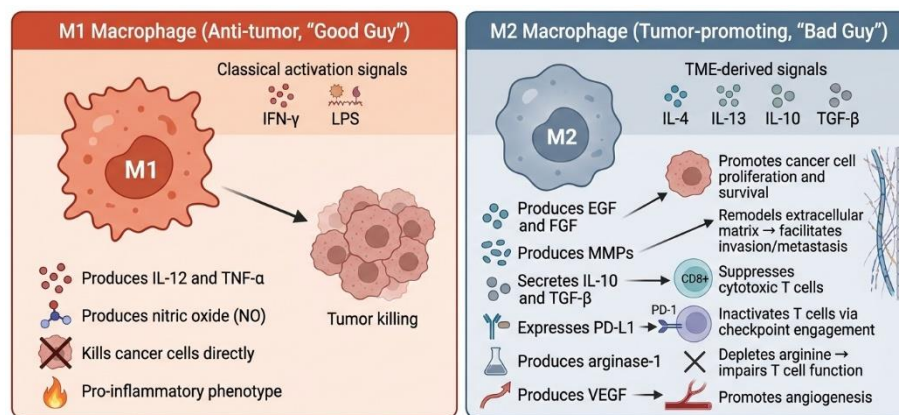 M1 Macrophage (Anti-tumor, “Good Guy”)
Classical activation signals
IFN-γ
LPS
M1
Tumor killing
Produces IL-12 and TNF-α
Produces nitric oxide (NO)
Kills cancer cells directly
Pro-inflammatory phenotype
M2 Macrophage (Tumor-promoting, “Bad Guy”)
TME-derived signals
IL-4
IL-13
IL-10
TGF-β
M2
Produces EGF
and FGF
Promotes cancer cell
proliferation and
survival
Produces MMPs
Remodels extracellular
matrix → facilitates
invasion/metastasis
Secretes IL-10
and TGF-β
CD8+
Suppresses
cytotoxic T cells
Expresses PD-L1
PD-1
Inactivates T cells via
checkpoint engagement
Produces arginase-1
Depletes arginine →
impairs T cell function
Produces VEGF
Promotes angiogenesis